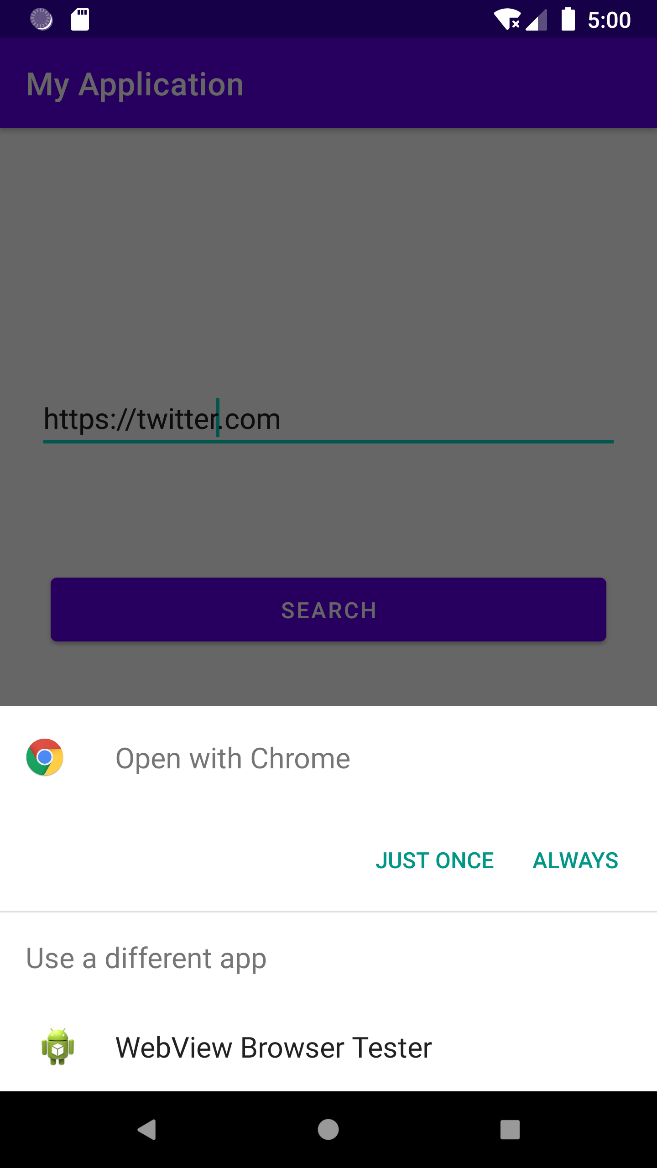 5:00
My Application
https://twitter.com
SEARCH
Open with Chrome
JUST ONCE ALWAYS
Use a different app
WebView Browser Tester